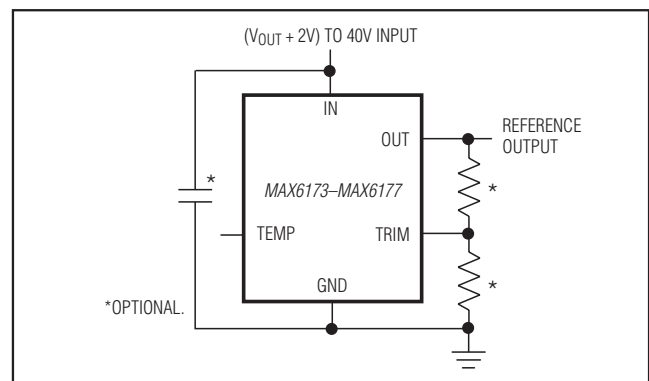 (VOUT + 2V) TO 40V INPUT
IN
OUT
REFERENCE
OUTPUT
*
*
MAX6173–MAX6177
TEMP
TRIM
GND
*
*OPTIONAL.